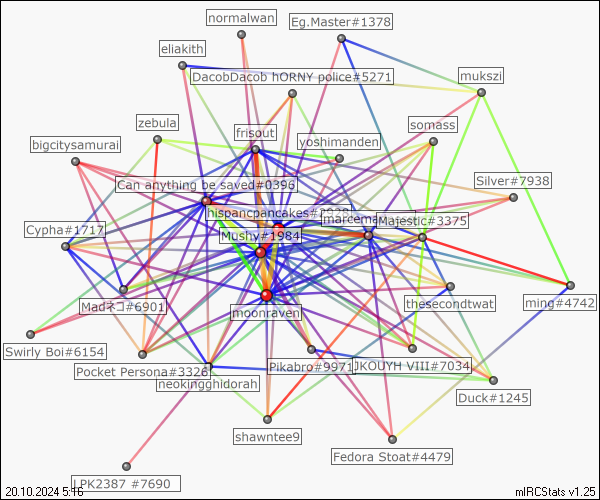 normalwan
Eg.Master#1378
eliakith
DacobDacob hORNY police#5271
mukszi
zebula
frisout
somass
bigcitysamurai
yoshimanden
Can anything be saved#0396
Silver#7938
hispancpancakes#
Majestic#3375
Cypha#1717
Mushy#1984
Madネコ#6901
moonraven
thesecondtwat
ming#4742
Swirly Boi#6154
Pocket Persona#3326
Pikabro#9971
JKOUYH VIII#7034
neokingghidorah
Duck#1245
shawntee9
Fedora Stoat#4479
LPK2387 #7690
20.10.2024 5:16
mIRCStats v1.25